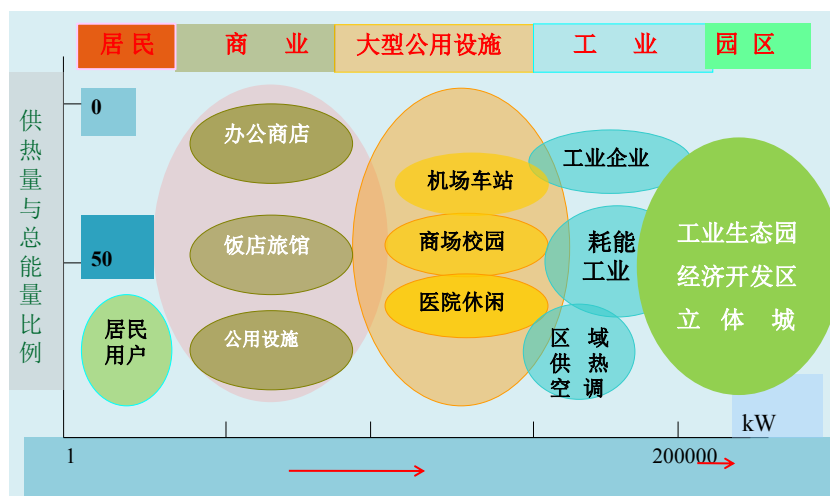 居民 商 业 大型公用设施 工 业 园区
供热量与总能量比例
0
50
居民
用户
办公商店
饭店旅馆
公用设施
机场车站
商场校园
医院休闲
工业企业
耗能
工业
区 域
供 热
空 调
工业生态园
经济开发区
立 体 城
kW
1
200000